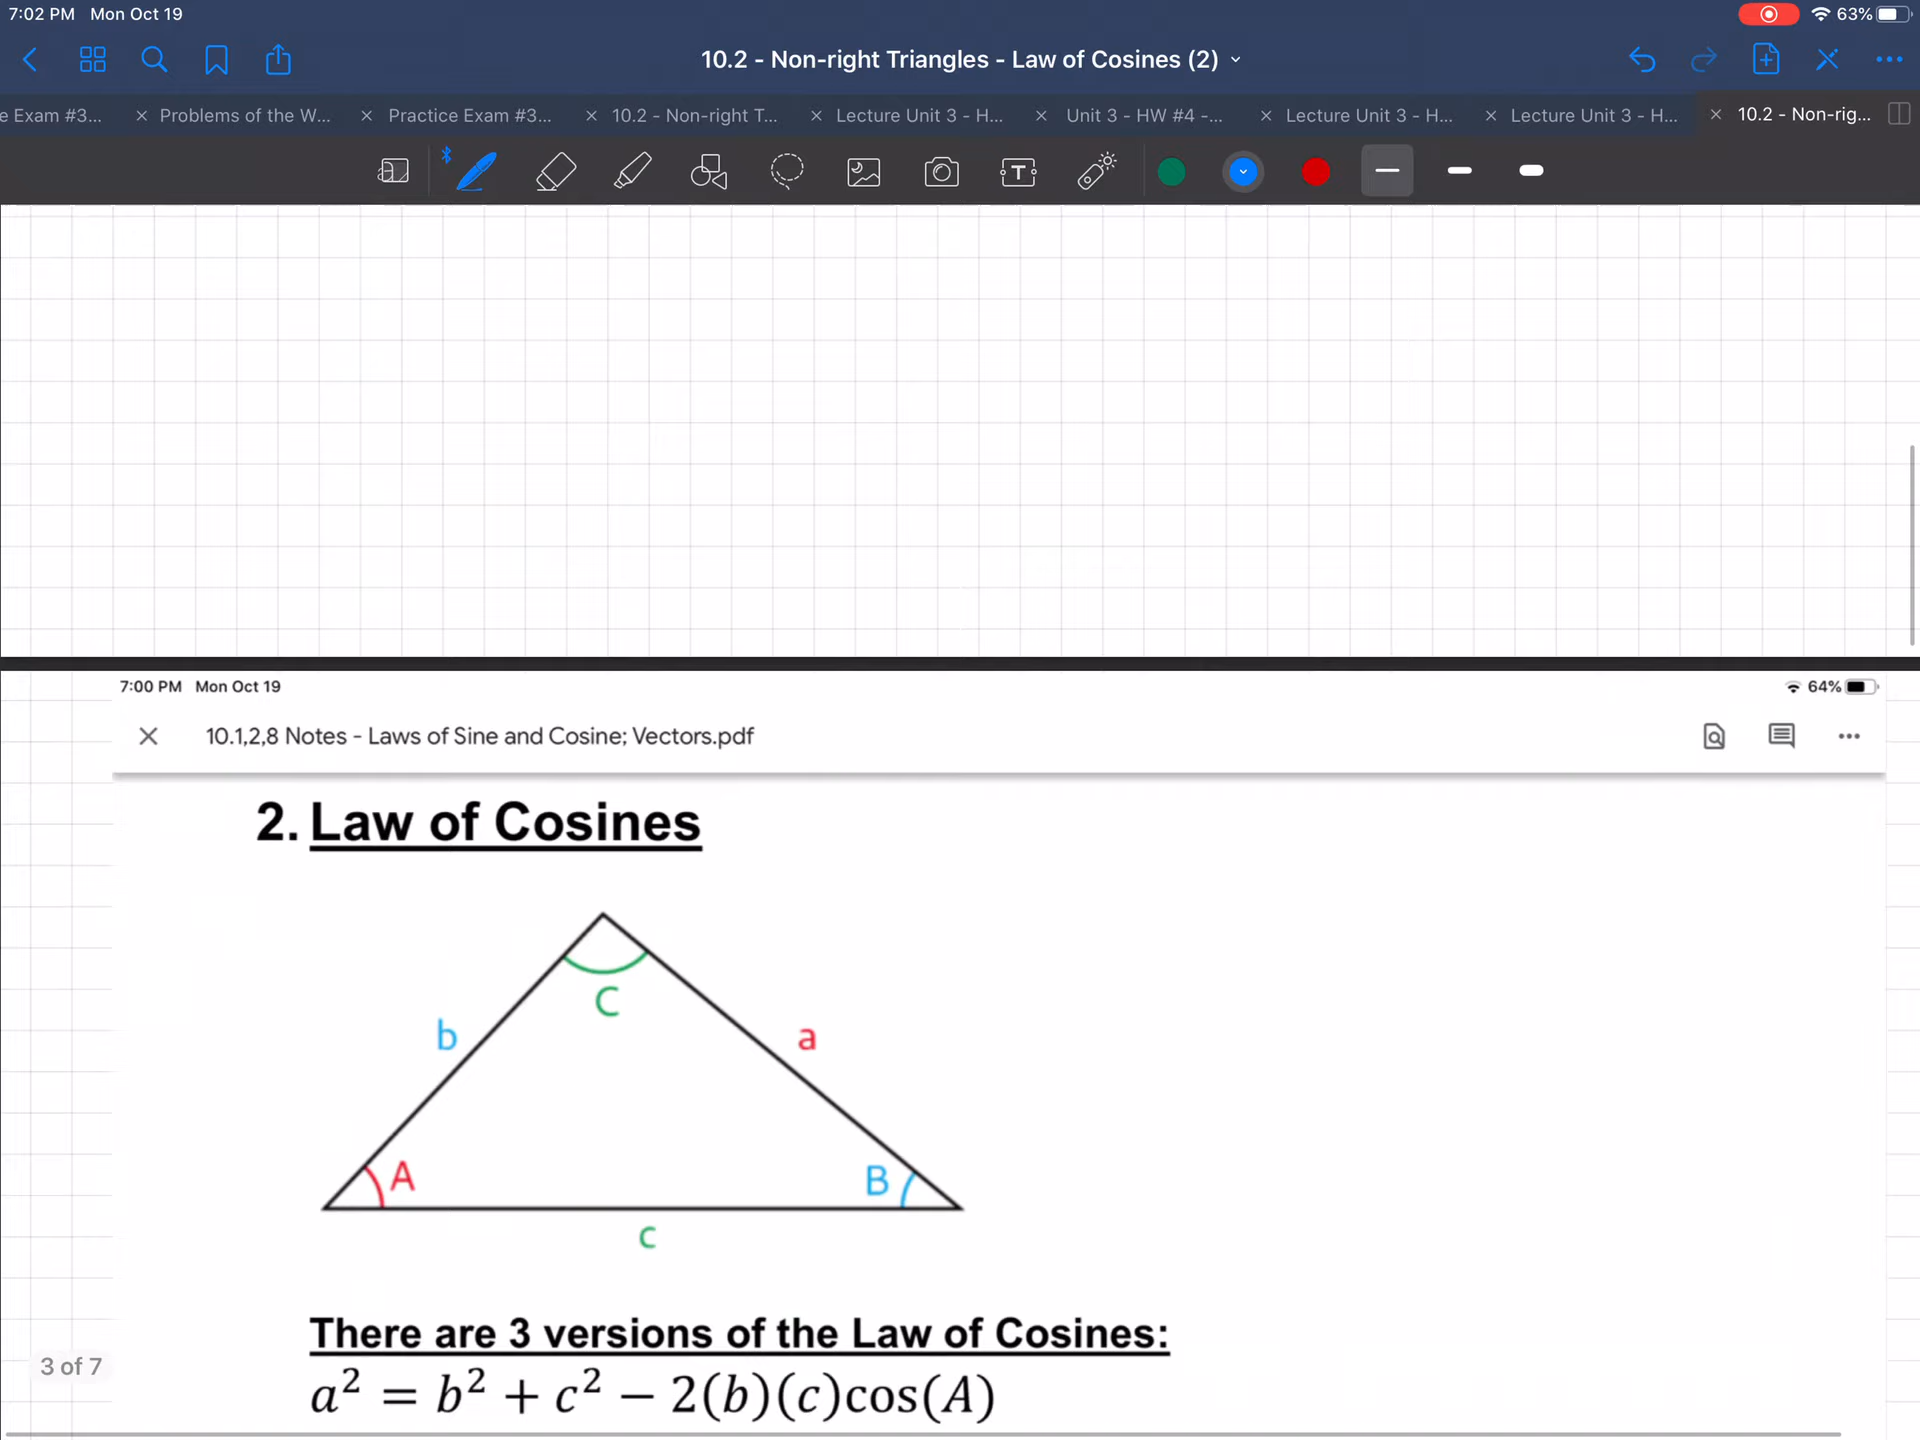 7:02 PM Mon Oct 19 63%
10.2 - Non-right Triangles - Law of Cosines (2)
e Exam #3... Problems of the W... Practice Exam #3... 10.2 - Non-right T... Lecture Unit 3 - H... Unit 3 - HW #4 -... Lecture Unit 3 - H... Lecture Unit 3 - H... 10.2 - Non-rig...
T
7:00 PM Mon Oct 19 64%
10.1,2,8 Notes - Laws of Sine and Cosine; Vectors.pdf
2. Law of Cosines
C
b a
A B
c
There are 3 versions of the Law of Cosines:
3 of 7
a² = b² + c² − 2(b)(c)cos(A)